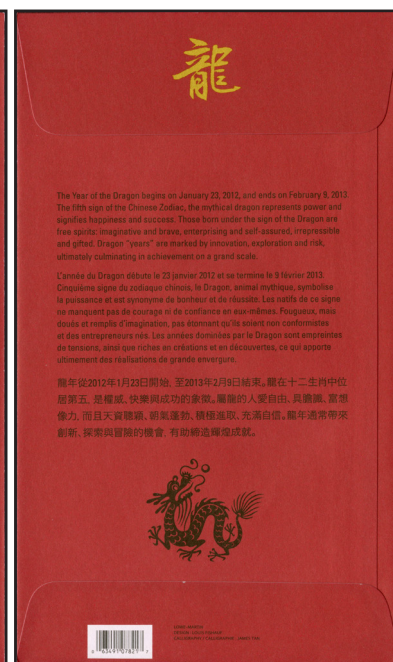 龍
The Year of the Dragon begins on January 23, 2012, and ends on February 9, 2013.
The fifth sign of the Chinese Zodiac, the mythical dragon represents power and
signifies happiness and success. Those born under the sign of the Dragon are
free spirits: imaginative and brave, enterprising and self-assured, irrepressible
and gifted. Dragon "years" are marked by innovation, exploration and risk,
ultimately culminating in achievement on a grand scale.
L'année du Dragon débute le 23 janvier 2012 et se termine le 9 février 2013.
Cinquième signe du zodiaque chinois, le Dragon, animal mythique, symbolise
la puissance et est synonyme de bonheur et de réussite. Les natifs de ce signe
ne manquent pas de courage ni de confiance en eux-mêmes. Fougueux, mais
doués et remplis d'imagination, pas étonnant qu'ils soient non conformistes
et des entrepreneurs nés. Les années dominées par le Dragon sont empreintes
de tensions, ainsi que riches en créations et en découvertes, ce qui apporte
ultimement des réalisations de grande envergure.
龍年從2012年1月23日開始, 至2013年2月9日結束。龍在十二生肖中位
居第五, 是權威、快樂與成功的象徵。屬龍的人愛自由、具膽識、富想
像力, 而且天資聰穎、朝氣蓬勃、積極進取、充滿自信。龍年通常帶來
創新、探索與冒險的機會, 有助締造輝煌成就。